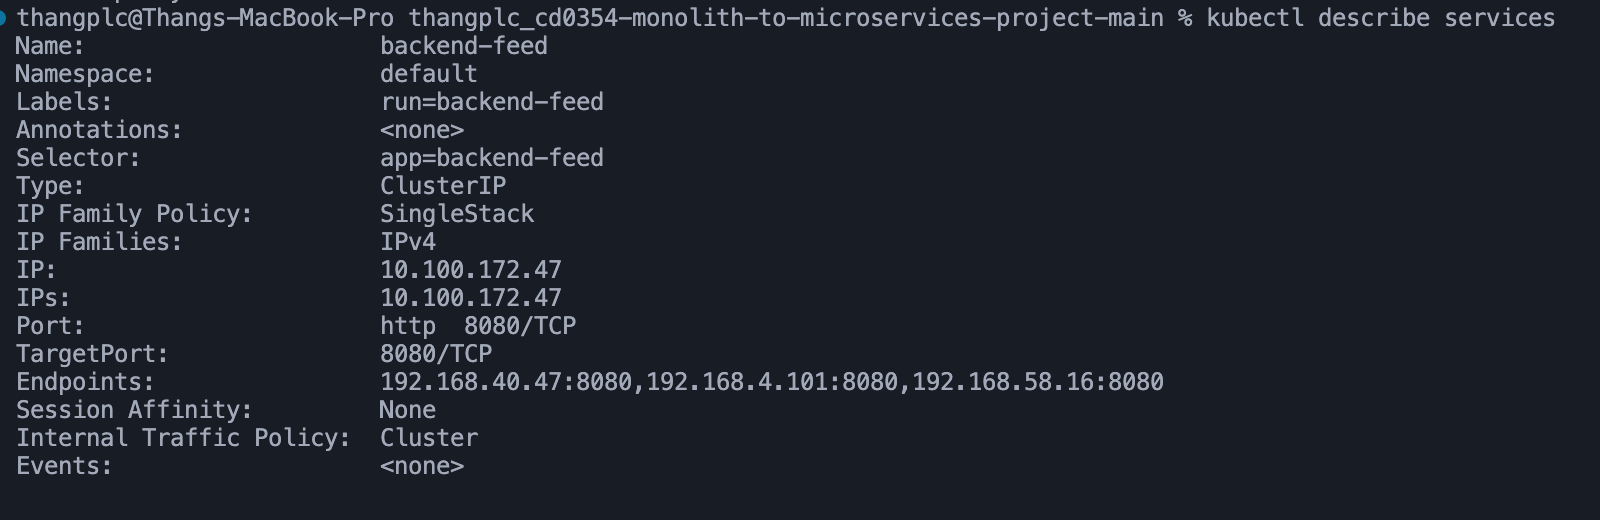 thangplc@Thangs-MacBook-Pro thangplc_cd0354-monolith-to-microservices-project-main % kubectl describe services
Name:                     backend-feed
Namespace:                default
Labels:                   run=backend-feed
Annotations:              <none>
Selector:                 app=backend-feed
Type:                     ClusterIP
IP Family Policy:         SingleStack
IP Families:              IPv4
IP:                       10.100.172.47
IPs:                      10.100.172.47
Port:                     http  8080/TCP
TargetPort:               8080/TCP
Endpoints:                192.168.40.47:8080,192.168.4.101:8080,192.168.58.16:8080
Session Affinity:         None
Internal Traffic Policy:  Cluster
Events:                   <none>